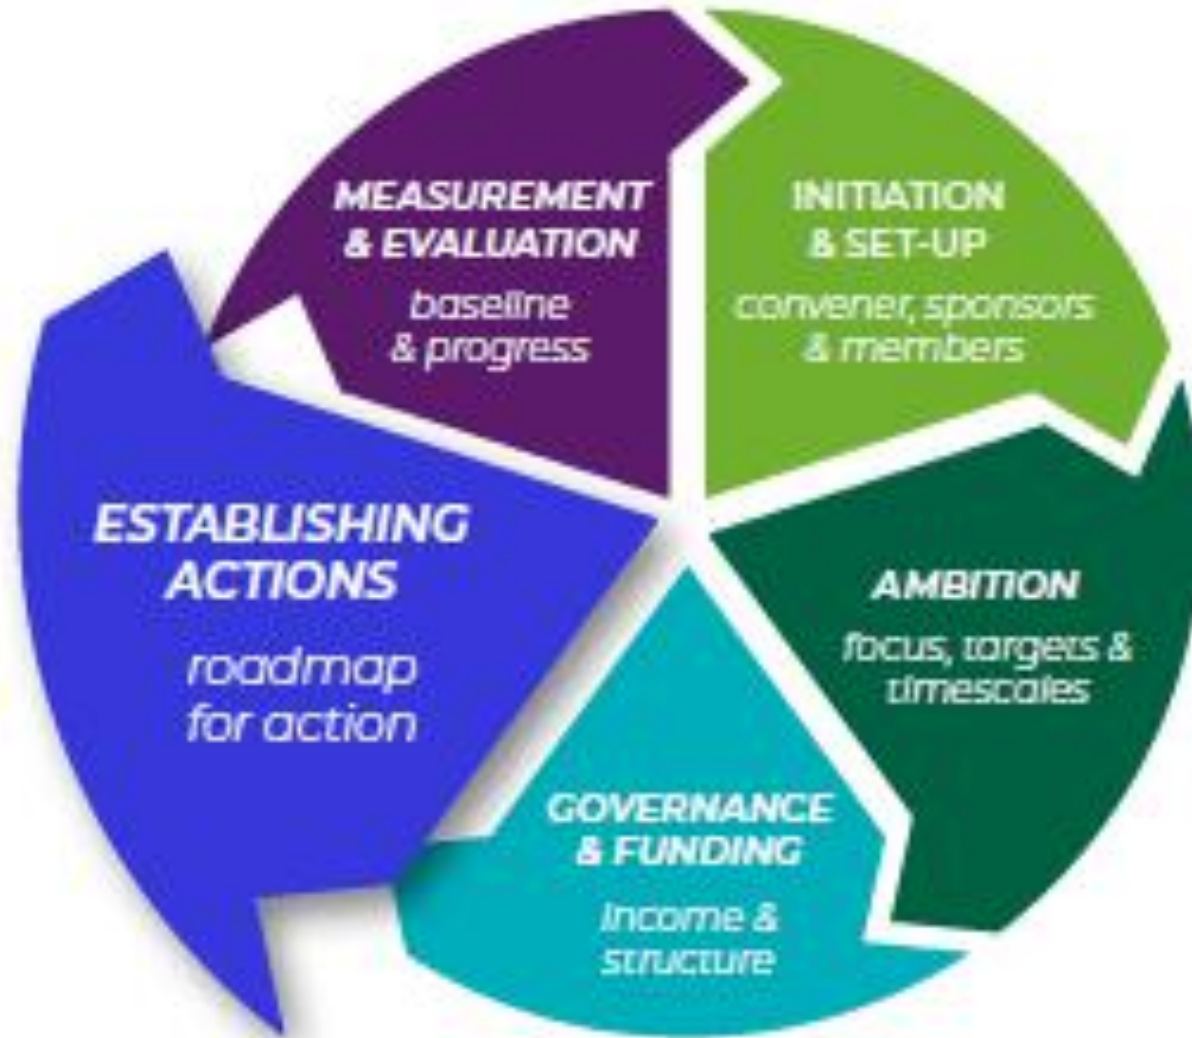 MEASUREMENT
& EVALUATION
baseline
& progress
INITIATION
& SET-UP
convener, sponsors
& members
ESTABLISHING
ACTIONS
roadmap
for action
AMBITION
focus, targets &
timescales
GOVERNANCE
& FUNDING
income &
structure